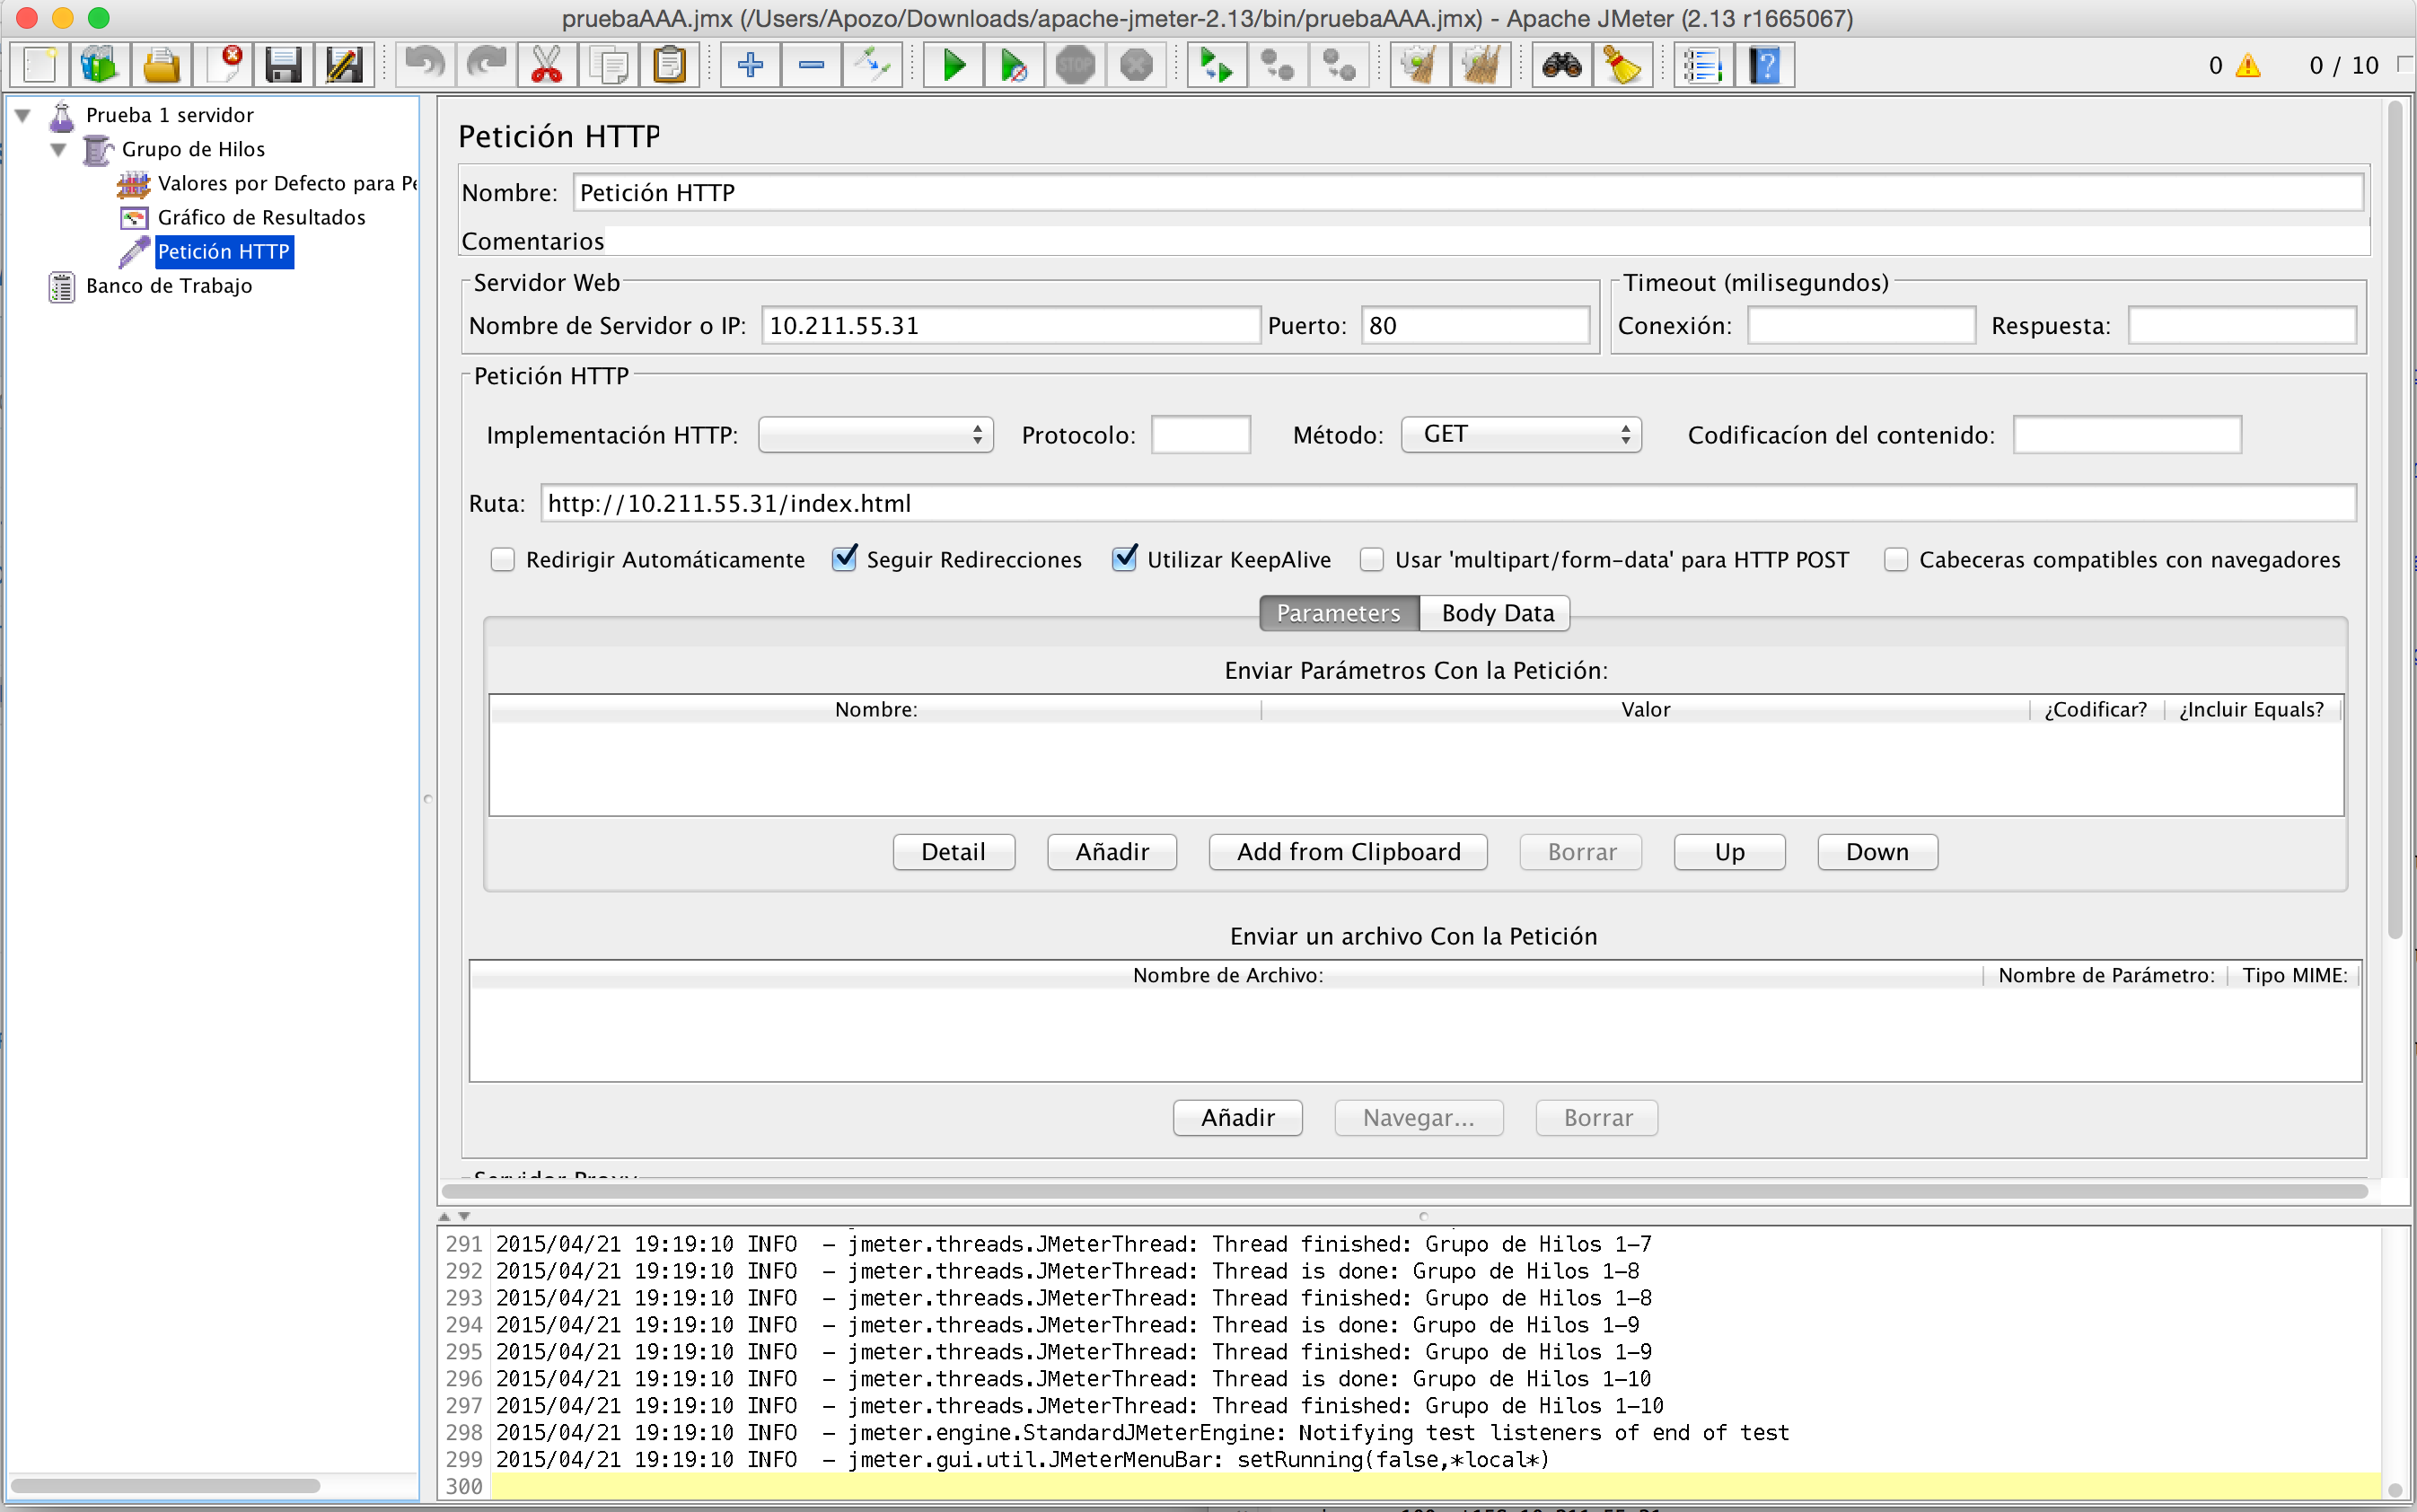 pruebaAAA.jmx (/Users/Apozo/Downloads/apache-jmeter-2.13/bin/pruebaAAA.jmx) - Apache JMeter (2.13 r1665067)
STOP
0 0 / 10
Prueba 1 servidor
Grupo de Hilos
Valores por Defecto para
Gráfico de Resultados
Petición HTTP
Banco de Trabajo
Petición HTTP
Nombre: Petición HTTP
Comentarios
Servidor Web
Nombre de Servidor o IP: 10.211.55.31 Puerto: 80
Timeout (milisegundos)
Conexión: Respuesta:
Petición HTTP
Implementación HTTP: Protocolo: Método: GET Codificacíon del contenido:
Ruta: http://10.211.55.31/index.html
Redirigir Automáticamente Seguir Redirecciones Utilizar KeepAlive Usar 'multipart/form-data' para HTTP POST Cabeceras compatibles con navegadores
Parameters Body Data
Enviar Parámetros Con la Petición:
Nombre: Valor ¿Codificar? ¿Incluir Equals?
Detail Añadir Add from Clipboard Borrar Up Down
Enviar un archivo Con la Petición
Nombre de Archivo: Nombre de Parámetro: Tipo MIME:
Añadir Navegar... Borrar
Servidor Proxy
291 2015/04/21 19:19:10 INFO - jmeter.threads.JMeterThread: Thread finished: Grupo de Hilos 1-7
292 2015/04/21 19:19:10 INFO - jmeter.threads.JMeterThread: Thread is done: Grupo de Hilos 1-8
293 2015/04/21 19:19:10 INFO - jmeter.threads.JMeterThread: Thread finished: Grupo de Hilos 1-8
294 2015/04/21 19:19:10 INFO - jmeter.threads.JMeterThread: Thread is done: Grupo de Hilos 1-9
295 2015/04/21 19:19:10 INFO - jmeter.threads.JMeterThread: Thread finished: Grupo de Hilos 1-9
296 2015/04/21 19:19:10 INFO - jmeter.threads.JMeterThread: Thread is done: Grupo de Hilos 1-10
297 2015/04/21 19:19:10 INFO - jmeter.threads.JMeterThread: Thread finished: Grupo de Hilos 1-10
298 2015/04/21 19:19:10 INFO - jmeter.engine.StandardJMeterEngine: Notifying test listeners of end of test
299 2015/04/21 19:19:10 INFO - jmeter.gui.util.JMeterMenuBar: setRunning(false,*local*)
300